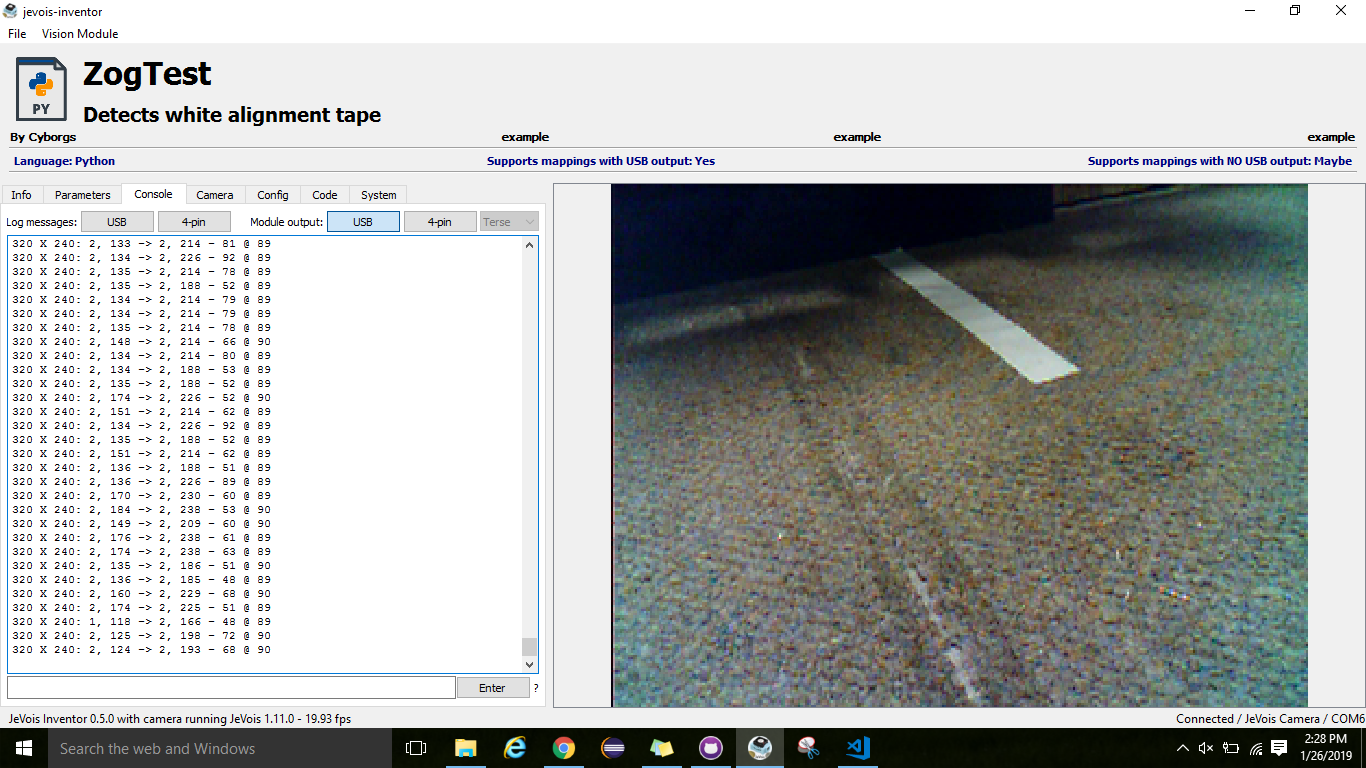 jevois-inventor
File Vision Module
PY
ZogTest
Detects white alignment tape
By Cyborgs example example example
Language: Python Supports mappings with USB output: Yes Supports mappings with NO USB output: Maybe
Info Parameters Console Camera Config Code System
Log messages: USB 4-pin Module output: USB 4-pin Terse
320 X 240: 2, 133 -> 2, 214 - 81 @ 89
320 X 240: 2, 134 -> 2, 226 - 92 @ 89
320 X 240: 2, 135 -> 2, 214 - 78 @ 89
320 X 240: 2, 135 -> 2, 188 - 52 @ 89
320 X 240: 2, 134 -> 2, 214 - 79 @ 89
320 X 240: 2, 134 -> 2, 214 - 79 @ 89
320 X 240: 2, 135 -> 2, 214 - 78 @ 89
320 X 240: 2, 148 -> 2, 214 - 66 @ 90
320 X 240: 2, 134 -> 2, 214 - 80 @ 89
320 X 240: 2, 134 -> 2, 188 - 53 @ 89
320 X 240: 2, 135 -> 2, 188 - 52 @ 89
320 X 240: 2, 174 -> 2, 226 - 52 @ 90
320 X 240: 2, 151 -> 2, 214 - 62 @ 89
320 X 240: 2, 134 -> 2, 226 - 92 @ 89
320 X 240: 2, 135 -> 2, 188 - 52 @ 89
320 X 240: 2, 151 -> 2, 214 - 62 @ 89
320 X 240: 2, 136 -> 2, 188 - 51 @ 89
320 X 240: 2, 136 -> 2, 226 - 89 @ 89
320 X 240: 2, 170 -> 2, 230 - 60 @ 89
320 X 240: 2, 184 -> 2, 238 - 53 @ 90
320 X 240: 2, 149 -> 2, 209 - 60 @ 90
320 X 240: 2, 176 -> 2, 238 - 61 @ 89
320 X 240: 2, 174 -> 2, 238 - 63 @ 89
320 X 240: 2, 135 -> 2, 186 - 51 @ 90
320 X 240: 2, 136 -> 2, 185 - 48 @ 89
320 X 240: 2, 160 -> 2, 229 - 68 @ 90
320 X 240: 2, 174 -> 2, 225 - 51 @ 89
320 X 240: 1, 118 -> 2, 166 - 48 @ 89
320 X 240: 2, 125 -> 2, 198 - 72 @ 90
320 X 240: 2, 124 -> 2, 193 - 68 @ 90
Enter ?
JeVois Inventor 0.5.0 with camera running JeVois 1.11.0 - 19.93 fps Connected / JeVois Camera / COM6
Search the web and Windows
2:28 PM
1/26/2019